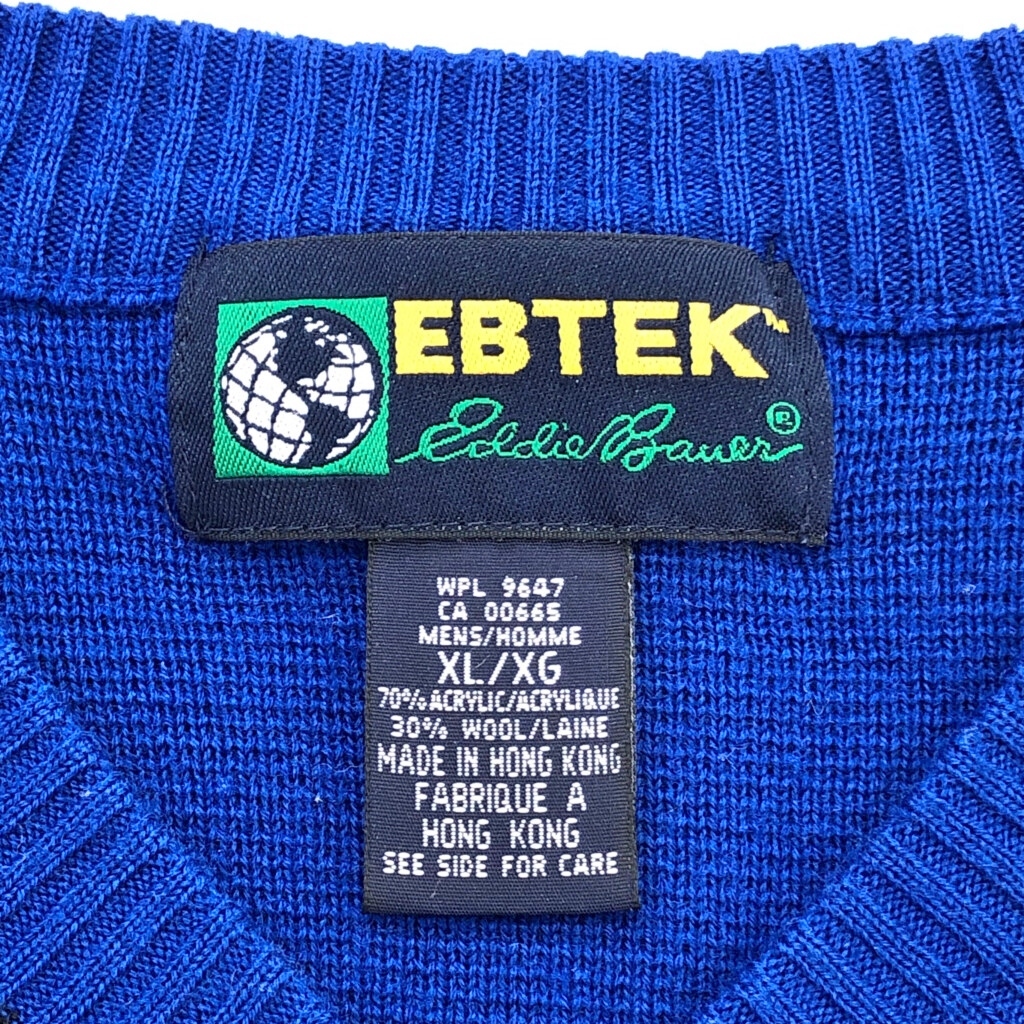 EBTEK™
Eddie Bauer®
WPL 9647
CA 00665
MENS/HOMME
XL/XG
70% ACRYLIC/ACRYLIQUE
30% WOOL/LAINE
MADE IN HONG KONG
FABRIQUE A
HONG KONG
SEE SIDE FOR CARE